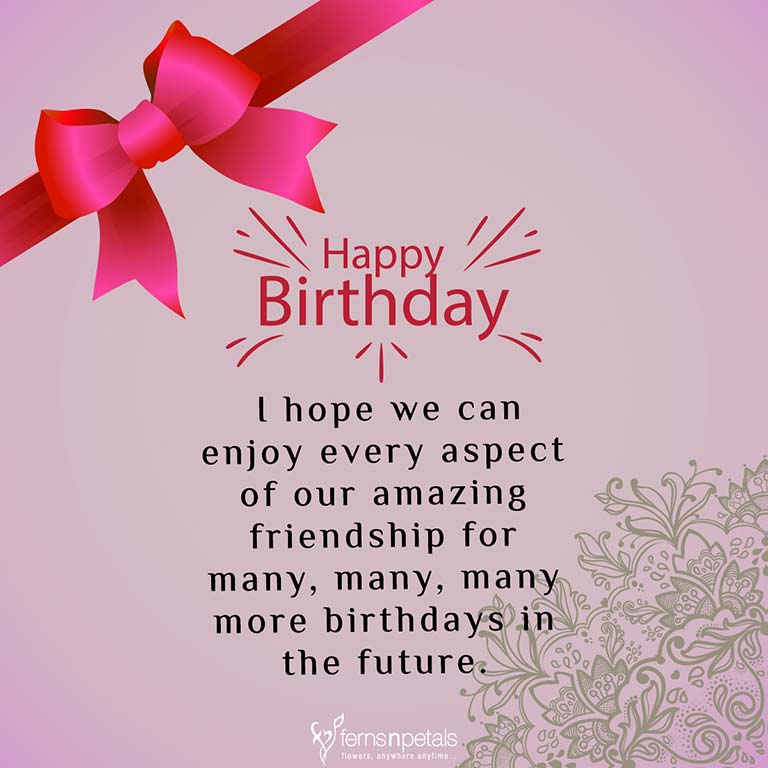 Happy
Birthday
I hope we can
enjoy every aspect
of our amazing
friendship for
many, many, many
more birthdays in
the future.
fernsnpetals
flowers, anywhere anytime...